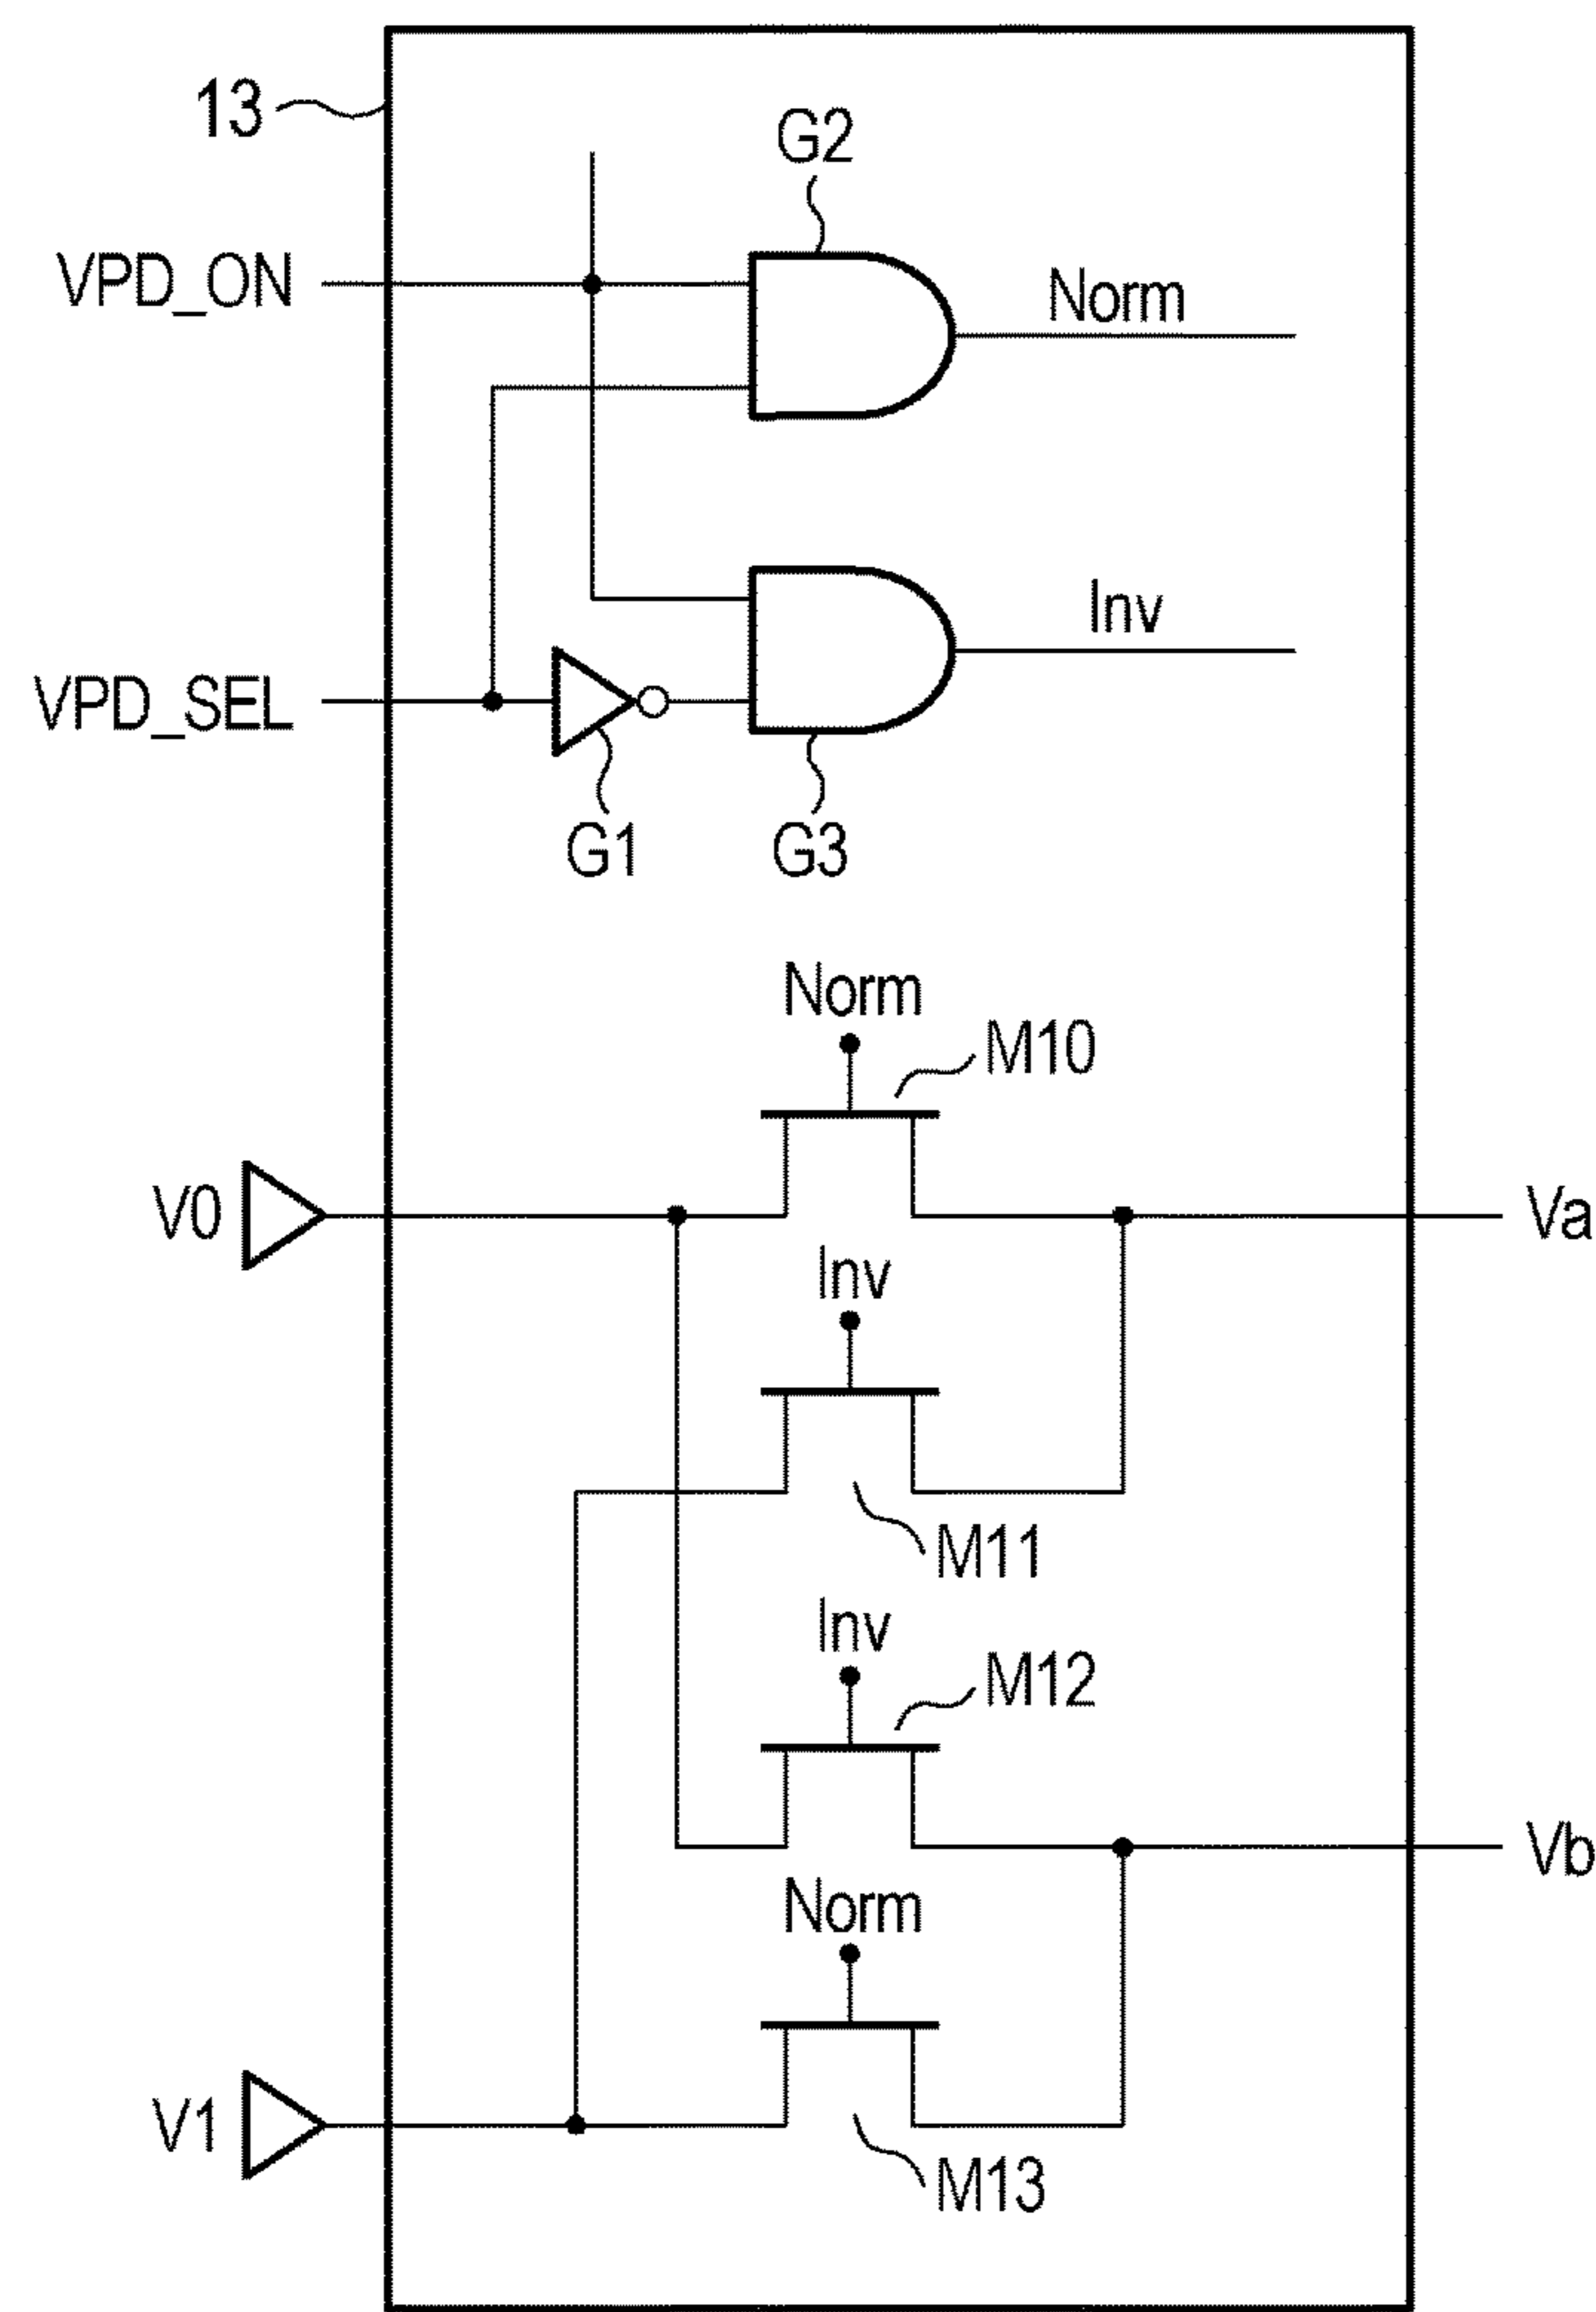 13
G2
VPD_ON
Norm
Inv
VPD_SEL
G1
G3
Norm
M10
V0
Va
Inv
M11
Inv
M12
Vb
Norm
V1
M13